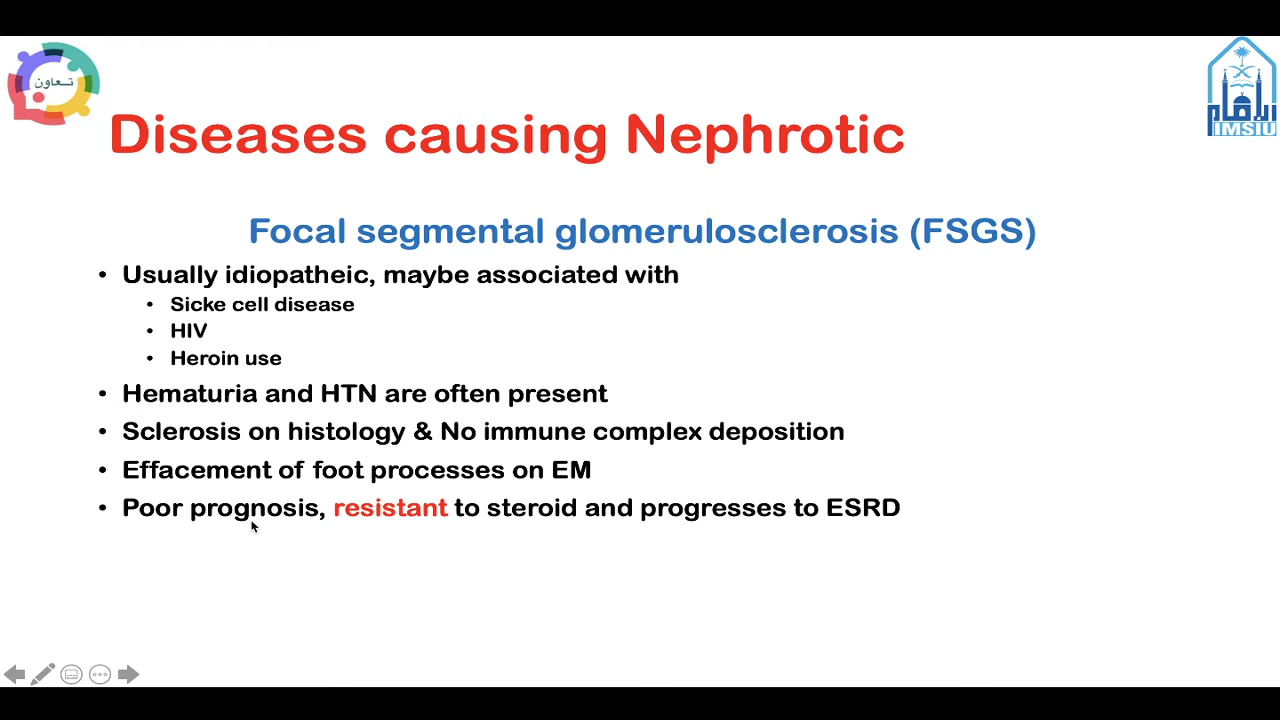 تعاون
الإمام
IMSIU
Diseases causing Nephrotic
Focal segmental glomerulosclerosis (FSGS)
• Usually idiopatheic, maybe associated with
• Sicke cell disease
• HIV
• Heroin use
• Hematuria and HTN are often present
• Sclerosis on histology & No immune complex deposition
• Effacement of foot processes on EM
• Poor prognosis, resistant to steroid and progresses to ESRD